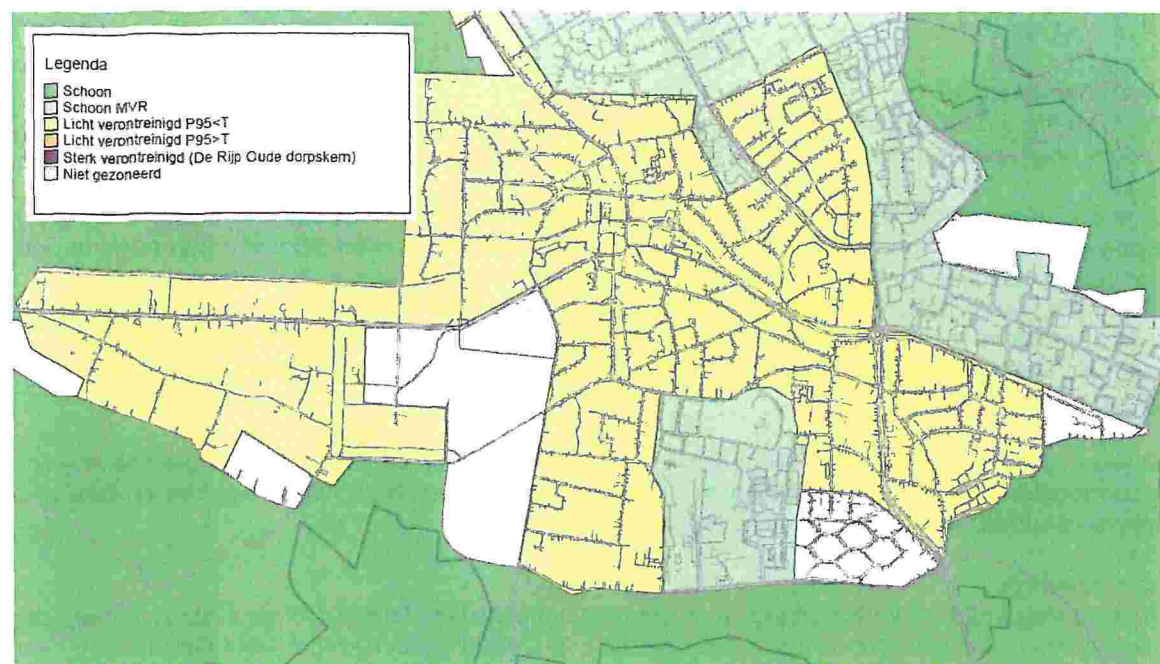 Legenda
Schoon
Schoon MVR
Licht verontreinigd P95<T
Licht verontreinigd P95>T
Sterk verontreinigd (De Rijp Oude dorpskern)
Niet gezoneerd